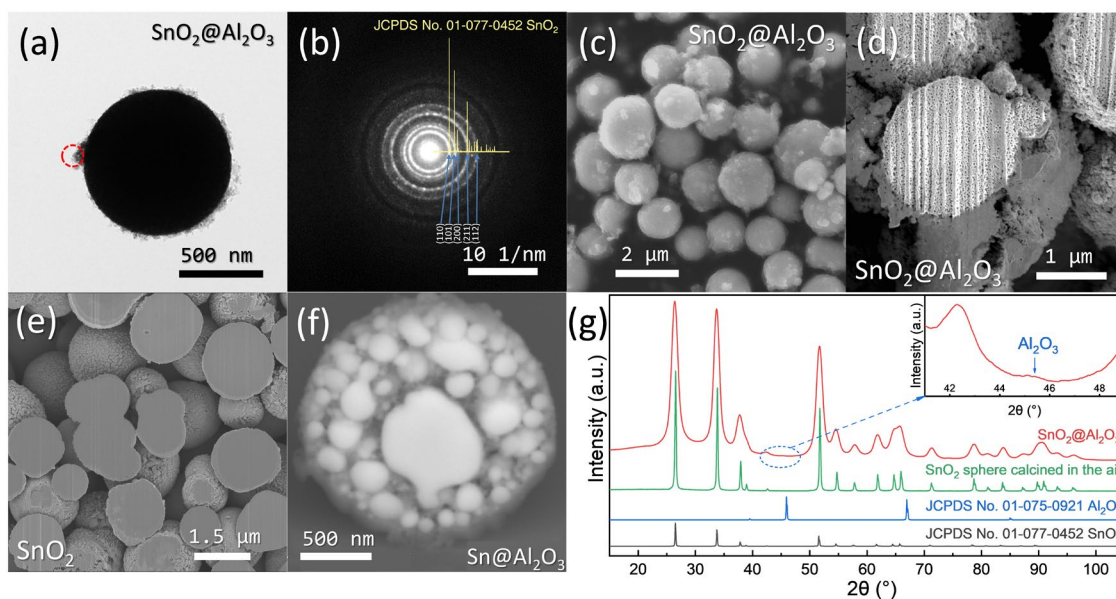 (a)
SnO₂@Al₂O₃
500 nm
(b)
JCPDS No. 01-077-0452 SnO₂
(110)
(101)
(200)
(211)
(112)
10 1/nm
(c)
SnO₂@Al₂O₃
2 μm
(d)
SnO₂@Al₂O₃
1 μm
(e)
SnO₂
1.5 μm
(f)
500 nm
Sn@Al₂O₃
(g)
Intensity (a.u.)
Intensity (a.u.)
Al₂O₃
42 44 46 48
2θ (°)
SnO₂@Al₂O
SnO₂ sphere calcined in the ai
JCPDS No. 01-075-0921 Al₂O
JCPDS No. 01-077-0452 SnO
20 30 40 50 60 70 80 90 100
2θ (°)